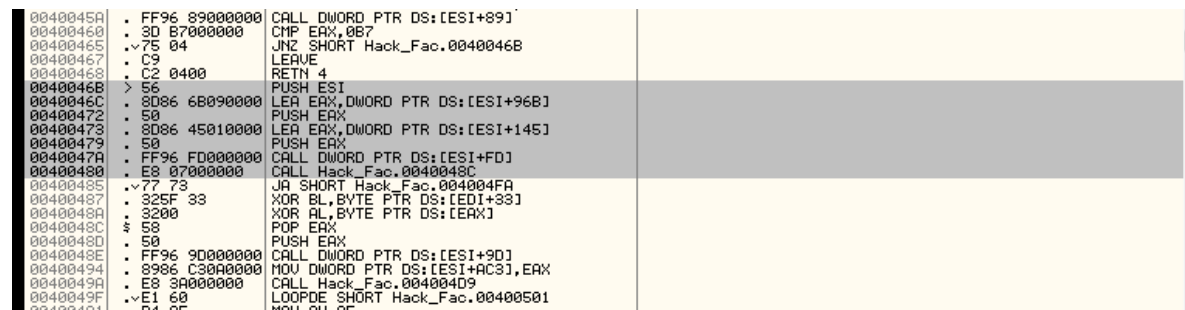 0040045A . FF96 89000000 CALL DWORD PTR DS:[ESI+89]
00400460 . 3D B7000000 CMP EAX,0B7
00400465 .v75 04 JNZ SHORT Hack_Fac.0040046B
00400467 . C9 LEAVE
00400468 . C2 0400 RETN 4
0040046B > 56 PUSH ESI
0040046C . 8D86 6B090000 LEA EAX,DWORD PTR DS:[ESI+96B]
00400472 . 50 PUSH EAX
00400473 . 8D86 45010000 LEA EAX,DWORD PTR DS:[ESI+145]
00400479 . 50 PUSH EAX
0040047A . FF96 FD000000 CALL DWORD PTR DS:[ESI+FD]
00400480 . E8 07000000 CALL Hack_Fac.0040048C
00400485 .v77 73 JA SHORT Hack_Fac.004004FA
00400487 . 325F 33 XOR BL,BYTE PTR DS:[EDI+33]
0040048A . 3200 XOR AL,BYTE PTR DS:[EAX]
0040048C $ 58 POP EAX
0040048D . 50 PUSH EAX
0040048E . FF96 9D000000 CALL DWORD PTR DS:[ESI+9D]
00400494 . 8986 C30A0000 MOV DWORD PTR DS:[ESI+AC3],EAX
0040049A . E8 3A000000 CALL Hack_Fac.004004D9
0040049F .vE1 60 LOOPDE SHORT Hack_Fac.00400501